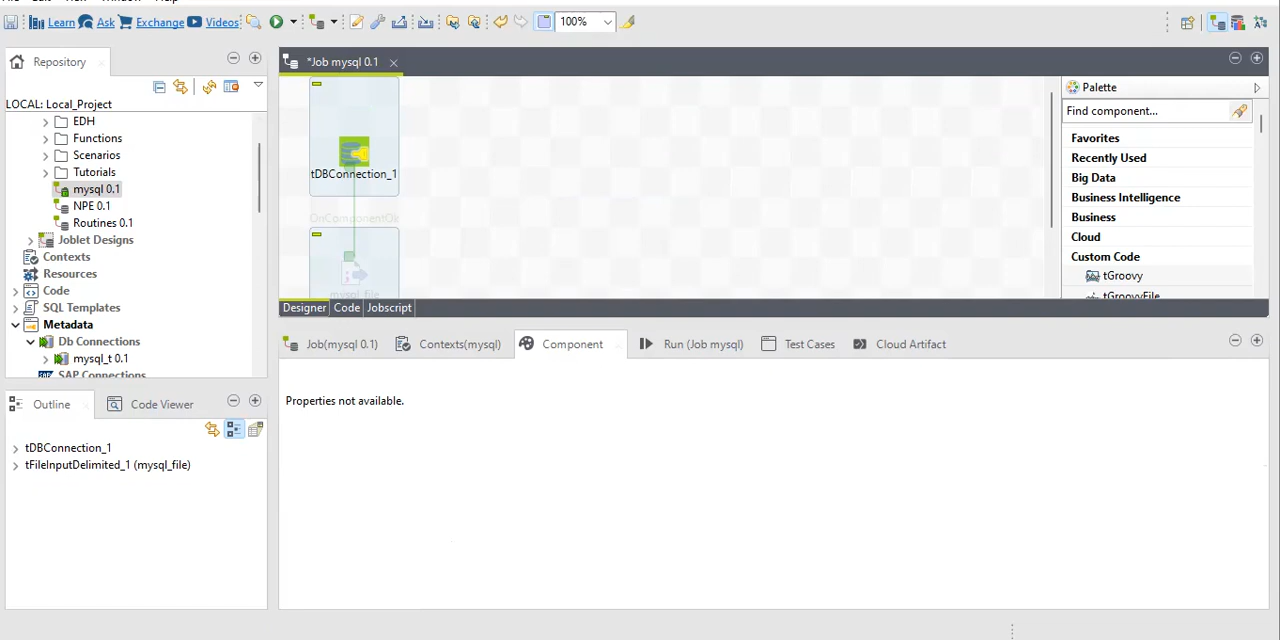 Learn Ask Exchange Videos 100%
Repository
LOCAL: Local_Project
EDH
Functions
Scenarios
Tutorials
mysql 0.1
NPE 0.1
Routines 0.1
Joblet Designs
Contexts
Resources
Code
SQL Templates
Metadata
Db Connections
mysql_t 0.1
SAP Connections
Outline Code Viewer
tDBConnection_1
tFileInputDelimited_1 (mysql_file)
*Job mysql 0.1
tDBConnection_1
OnComponentOk
mysql_file
Designer Code Jobscript
Palette
Find component...
Favorites
Recently Used
Big Data
Business Intelligence
Business
Cloud
Custom Code
tGroovy
tGroovyFile
Job(mysql 0.1) Contexts(mysql) Component Run (Job mysql) Test Cases Cloud Artifact
Properties not available.